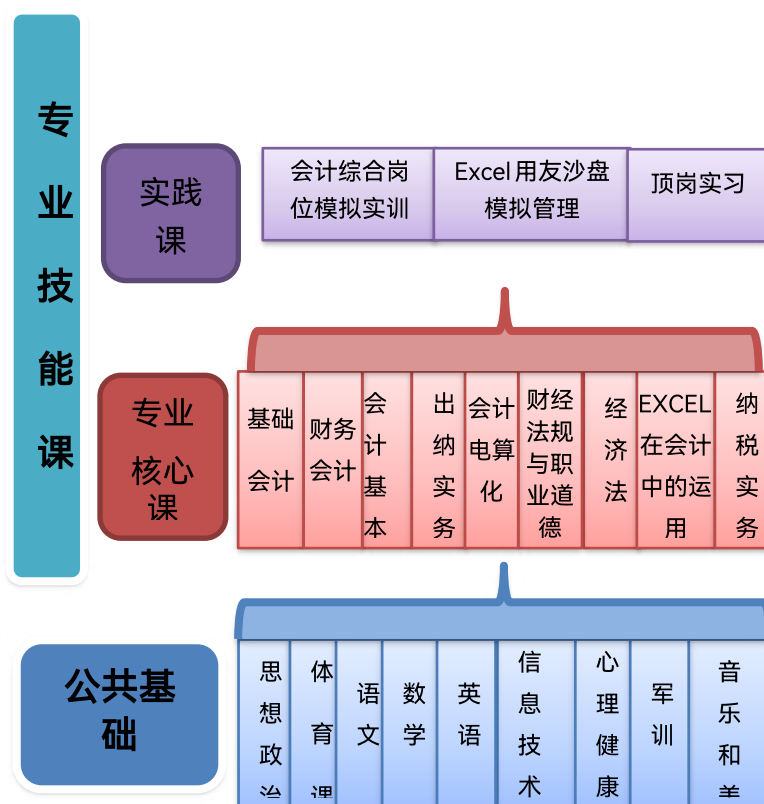 专业技能课
实践
课
会计综合岗
位模拟实训
Excel用友沙盘
模拟管理
顶岗实习
专业
核心
课
基础
会计
财务
会计
会计基本
出纳实务
会计
电算
化
财经
法规
与职
业道
德
经济法
EXCEL
在会计
中的运
用
纳税实务
公共基
础
思想政治
体育课
语文
数学
英语
信息技术
心理健康
军训
音乐和美